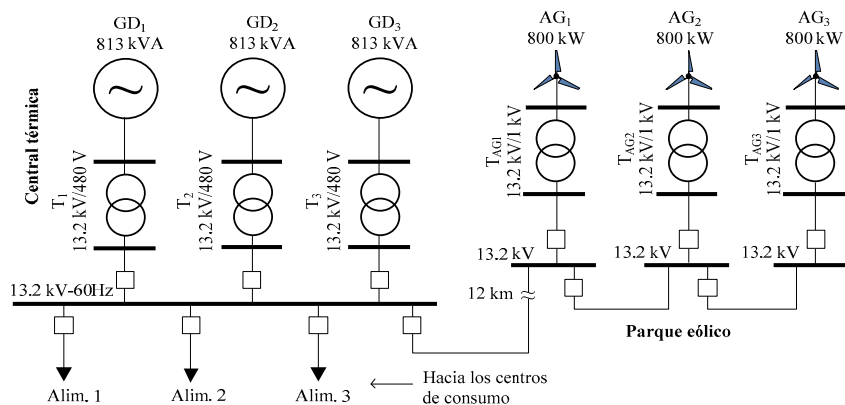 GD1
813 kVA
GD2
813 kVA
GD3
813 kVA
AG1
800 kW
AG2
800 kW
AG3
800 kW
Central térmica
T1
13.2 kV/480 V
T2
13.2 kV/480 V
T3
13.2 kV/480 V
TAG1
13.2 kV/1 kV
TAG2
13.2 kV/1 kV
TAG3
13.2 kV/1 kV
13.2 kV
13.2 kV
13.2 kV
13.2 kV-60Hz
12 km
Parque eólico
Alim. 1
Alim. 2
Alim. 3
Hacia los centros
de consumo